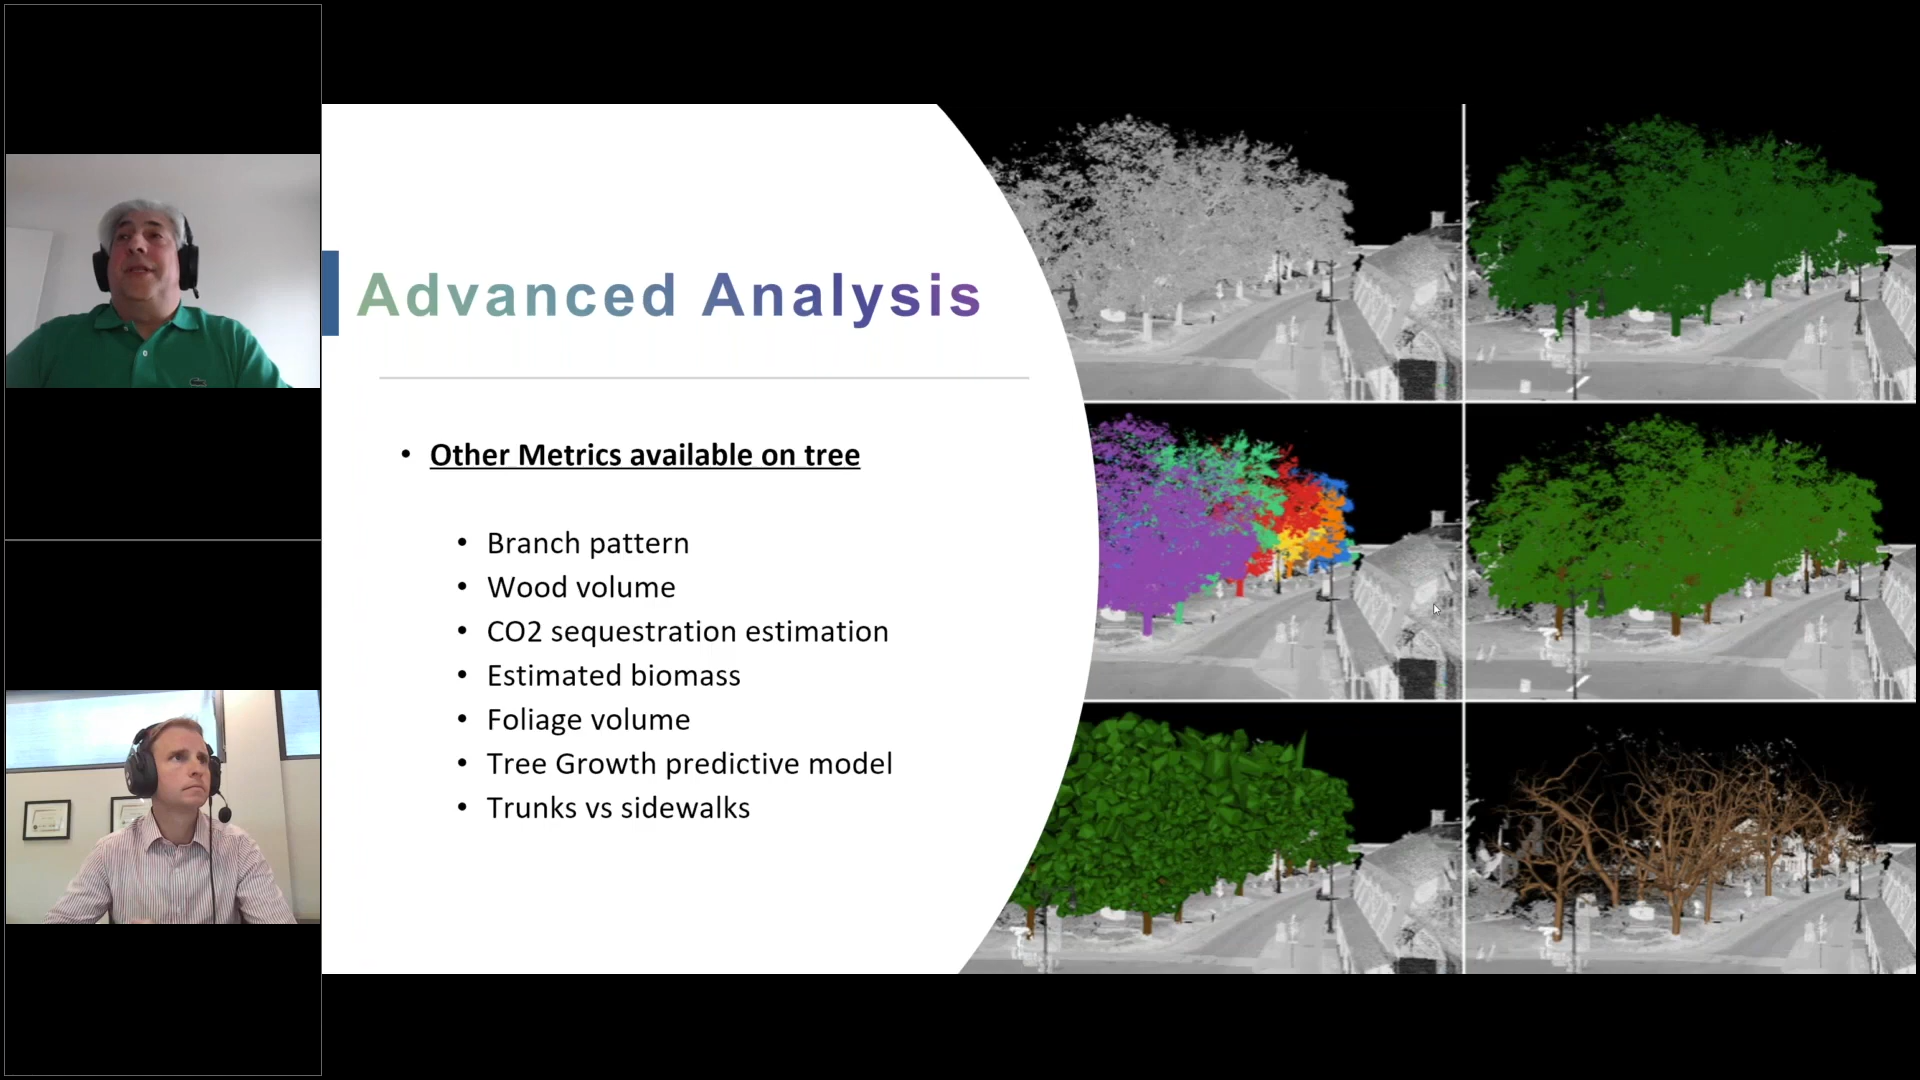 Advanced Analysis
• Other Metrics available on tree
• Branch pattern
• Wood volume
• CO2 sequestration estimation
• Estimated biomass
• Foliage volume
• Tree Growth predictive model
• Trunks vs sidewalks